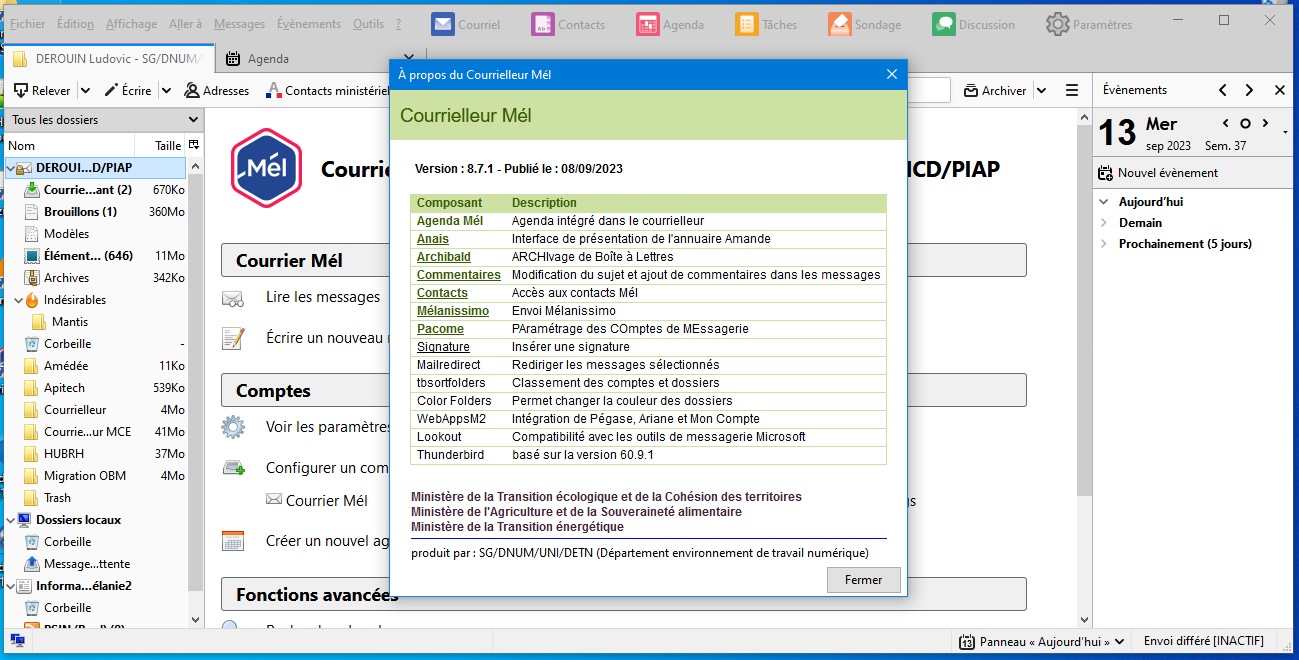 Fichier Édition Affichage Aller à Messages Évènements Outils ?
Courriel Contacts Agenda Tâches Sondage Discussion Paramètres
DEROUIN Ludovic - SG/DNUM/
Agenda
Relever Écrire Adresses Contacts ministériel
Archiver
Tous les dossiers
Nom Taille
DEROUI...D/PIAP
Courrie...ant (2) 670Ko
Brouillons (1) 360Mo
Modèles
Élément... (646) 11Mo
Archives 342Ko
Indésirables
Mantis
Corbeille -
Amédée 11Ko
Apitech 539Ko
Courrielleur 4Mo
Courrie...ur MCE 41Mo
HUBRH 37Mo
Migration OBM 4Mo
Trash
Dossiers locaux
Corbeille
Message...ttente
Informa...élanie2
Corbeille
Mél
Courrie
ICD/PIAP
Courrier Mél
Lire les messages
Écrire un nouveau
Comptes
Voir les paramètres
Configurer un com
Courrier Mél
Créer un nouvel ag
Fonctions avancées
À propos du Courrielleur Mél
Courrielleur Mél
Version : 8.7.1 - Publié le : 08/09/2023
Composant Description
Agenda Mél Agenda intégré dans le courrielleur
Anais Interface de présentation de l'annuaire Amande
Archibald ARCHIvage de Boîte à Lettres
Commentaires Modification du sujet et ajout de commentaires dans les messages
Contacts Accès aux contacts Mél
Mélanissimo Envoi Mélanissimo
Pacome PAramétrage des COmptes de MEssagerie
Signature Insérer une signature
Mailredirect Rediriger les messages sélectionnés
tbsortfolders Classement des comptes et dossiers
Color Folders Permet changer la couleur des dossiers
WebAppsM2 Intégration de Pégase, Ariane et Mon Compte
Lookout Compatibilité avec les outils de messagerie Microsoft
Thunderbird basé sur la version 60.9.1
Ministère de la Transition écologique et de la Cohésion des territoires
Ministère de l'Agriculture et de la Souveraineté alimentaire
Ministère de la Transition énergétique
produit par : SG/DNUM/UNI/DETN (Département environnement de travail numérique)
Fermer
Évènements
13 Mer
sep 2023 Sem. 37
Nouvel évènement
Aujourd'hui
Demain
Prochainement (5 jours)
13 Panneau « Aujourd'hui » Envoi différé [INACTIF]